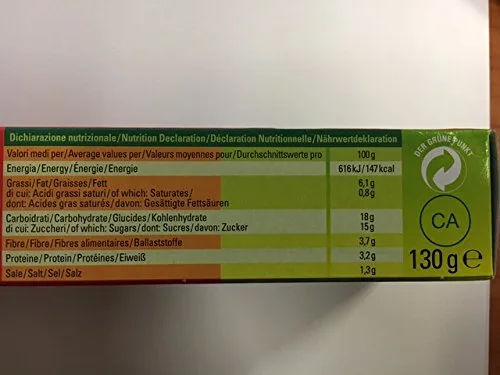 Dichiarazione nutrizionale/Nutrition Declaration/Déclaration Nutritionnelle/Nährwertdeklaration
Valori medi per/Average values per/Valeurs moyennes pour/Durchschnittswerte pro 100g
Energia/Energy/Énergie/Energie 616kJ/147kcal
Grassi/Fat/Graisses/Fett 6,1g
di cui: Acidi grassi saturi/of which: Saturates/ 0,8g
dont: Acides gras saturés/davon: Gesättigte Fettsäuren
Carboidrati/Carbohydrate/Glucides/Kohlenhydrate 18g
di cui: Zuccheri/of which: Sugars/dont: Sucres/davon: Zucker 15g
Fibre/Fibre/Fibres alimentaires/Ballaststoffe 3,7g
Proteine/Protein/Protéines/Eiweiß 3,2g
Sale/Salt/Sel/Salz 1,3g
DER GRÜNE PUNKT
CA
130g e